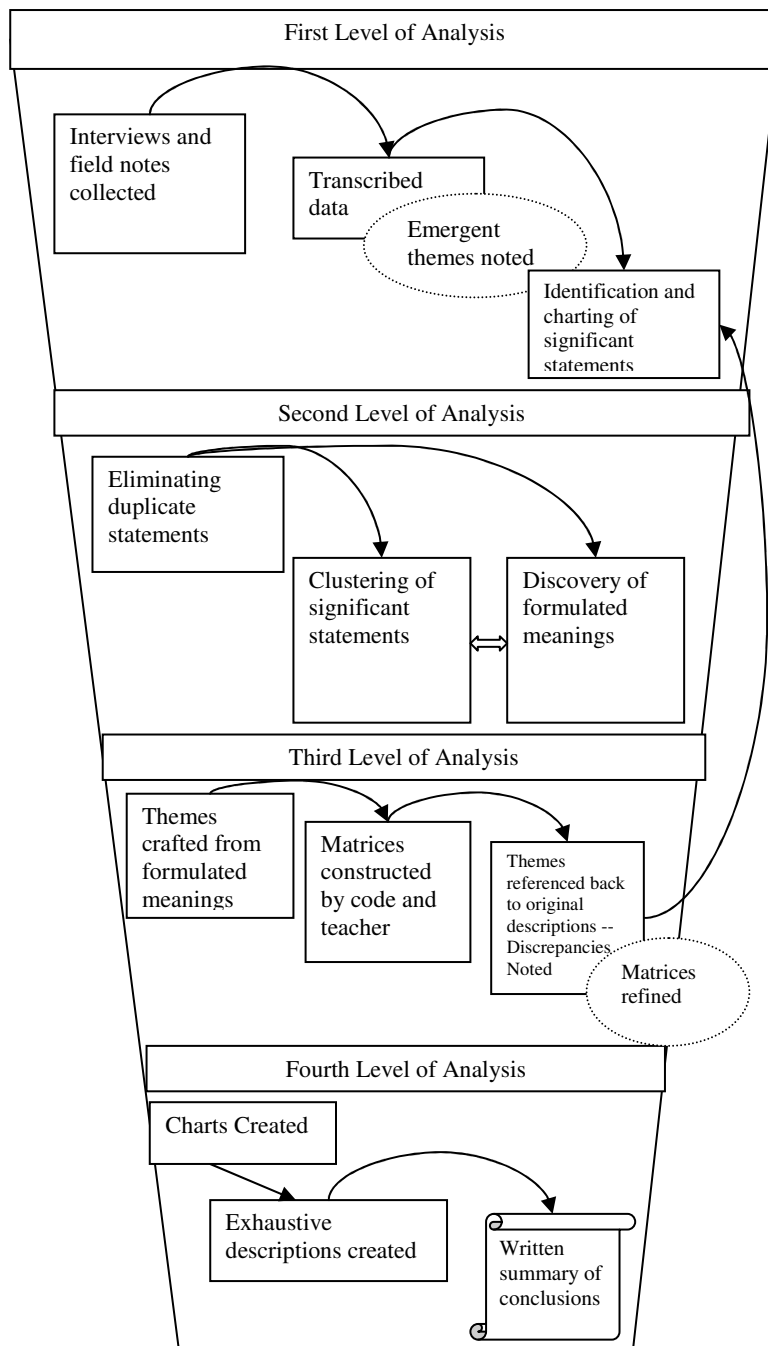 First Level of Analysis
Interviews and
field notes
collected
Transcribed
data
Emergent
themes noted
Identification and
charting of
significant
statements
Second Level of Analysis
Eliminating
duplicate
statements
Clustering of
significant
statements
Discovery of
formulated
meanings
Third Level of Analysis
Themes
crafted from
formulated
meanings
Matrices
constructed
by code and
teacher
Themes
referenced back
to original
descriptions --
Discrepancies
Noted
Matrices
refined
Fourth Level of Analysis
Charts Created
Exhaustive
descriptions created
Written
summary of
conclusions